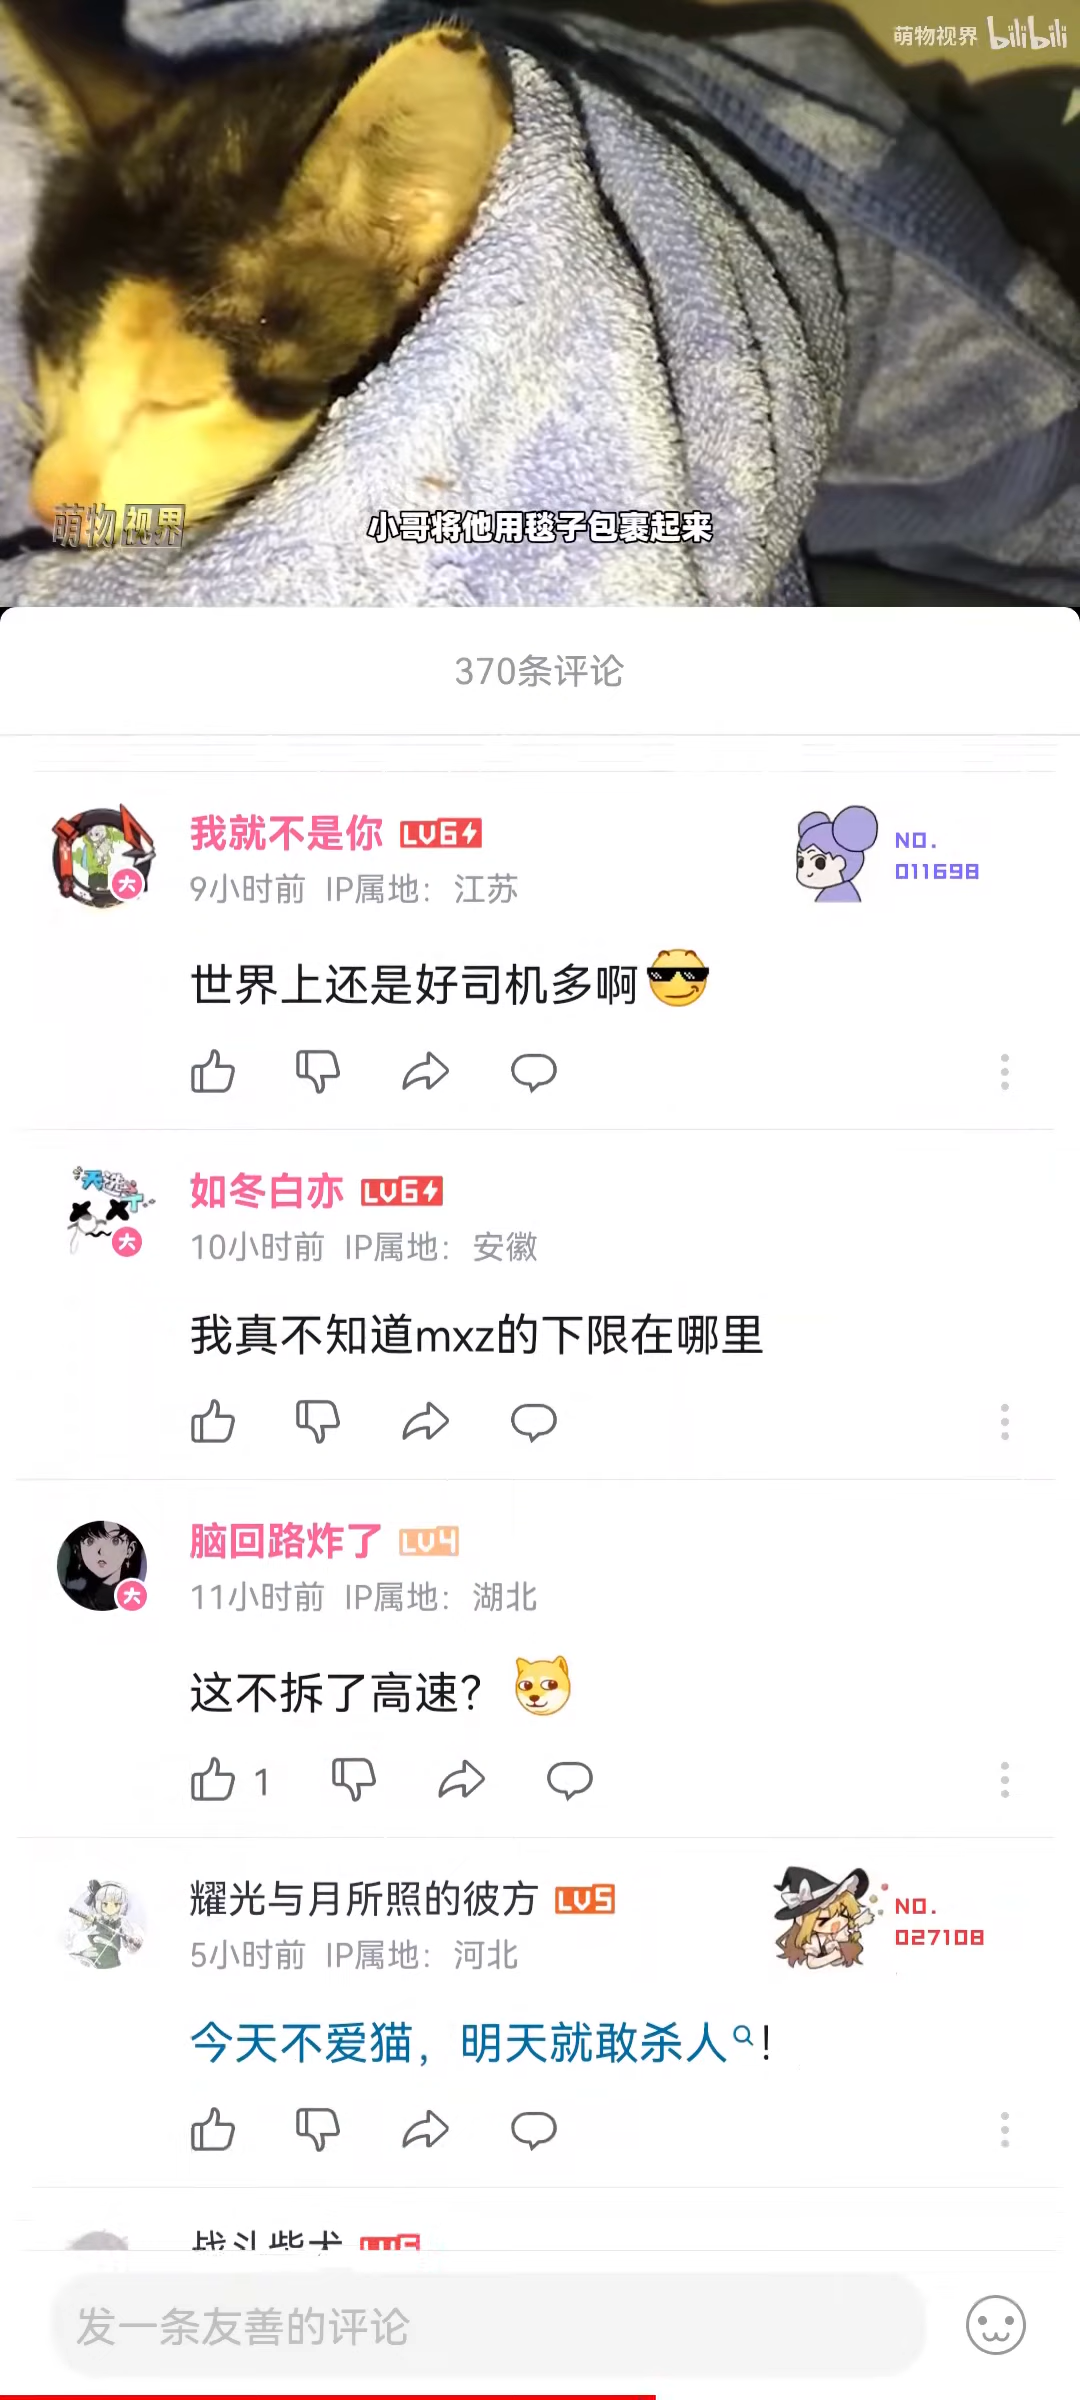 萌物视界 bilibili
萌物视界
小哥将他用毯子包裹起来
370条评论
我就不是你 LV6
NO.
011698
9小时前 IP属地：江苏
世界上还是好司机多啊
如冬白亦 LV6
10小时前 IP属地：安徽
我真不知道mxz的下限在哪里
脑回路炸了 LV4
11小时前 IP属地：湖北
这不拆了高速？
1
耀光与月所照的彼方 LV5
NO.
027108
5小时前 IP属地：河北
今天不爱猫，明天就敢杀人！
战斗柴犬
发一条友善的评论